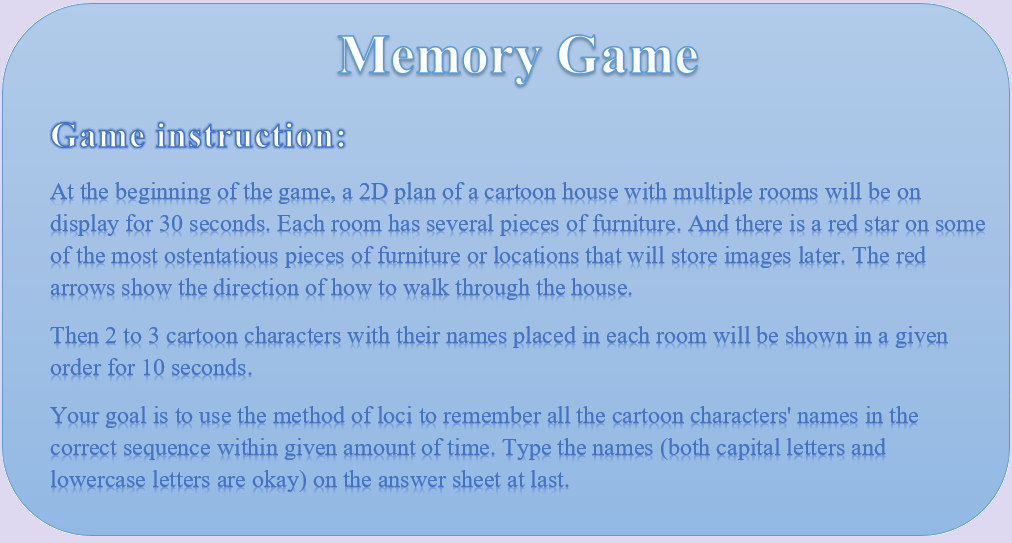 Memory Game
Game instruction:
At the beginning of the game, a 2D plan of a cartoon house with multiple rooms will be on
display for 30 seconds. Each room has several pieces of furniture. And there is a red star on some
of the most ostentatious pieces of furniture or locations that will store images later. The red
arrows show the direction of how to walk through the house.
Then 2 to 3 cartoon characters with their names placed in each room will be shown in a given
order for 10 seconds.
Your goal is to use the method of loci to remember all the cartoon characters' names in the
correct sequence within given amount of time. Type the names (both capital letters and
lowercase letters are okay) on the answer sheet at last.